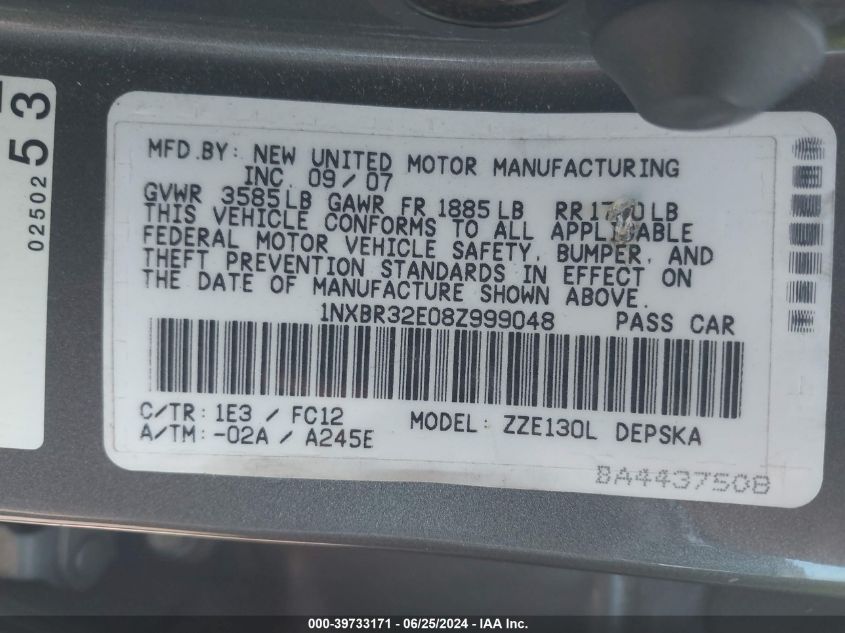 53
02502
MFD.BY: NEW UNITED MOTOR MANUFACTURING
INC. 09/07
GVWR 3585LB GAWR FR 1885LB RR LB
THIS VEHICLE CONFORMS TO ALL APPLICABLE
FEDERAL MOTOR VEHICLE SAFETY, BUMPER, AND
THEFT PREVENTION STANDARDS IN EFFECT ON
THE DATE OF MANUFACTURE SHOWN ABOVE.
1NXBR32E08Z999048 PASS CAR
C/TR: 1E3 / FC12 MODEL: ZZE130L DEPSKA
A/TM: -02A / A245E
BA4437508
000-39733171 - 06/25/2024 - IAA Inc.